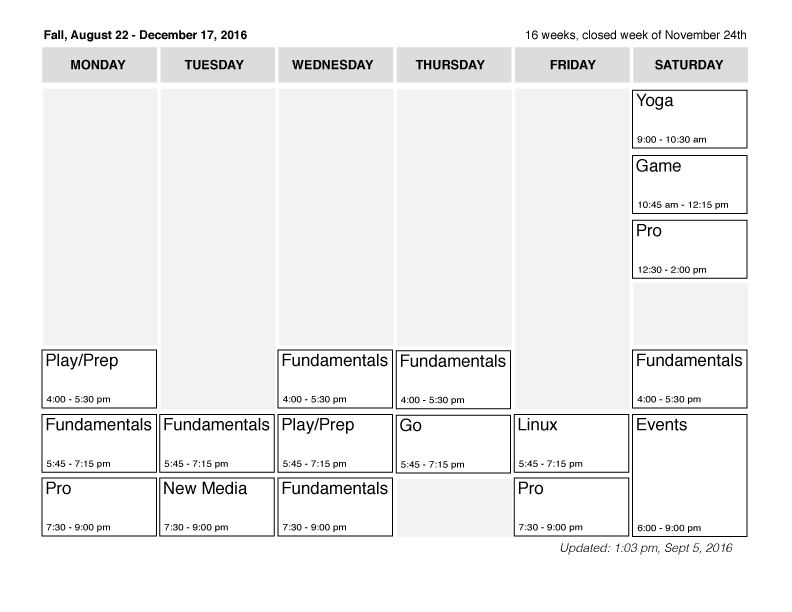 Fall, August 22 - December 17, 2016
16 weeks, closed week of November 24th
MONDAY TUESDAY WEDNESDAY THURSDAY FRIDAY SATURDAY
Yoga
9:00 - 10:30 am
Game
10:45 am - 12:15 pm
Pro
12:30 - 2:00 pm
Play/Prep Fundamentals Fundamentals Fundamentals
4:00 - 5:30 pm 4:00 - 5:30 pm 4:00 - 5:30 pm 4:00 - 5:30 pm
Fundamentals Fundamentals Play/Prep Go Linux Events
5:45 - 7:15 pm 5:45 - 7:15 pm 5:45 - 7:15 pm 5:45 - 7:15 pm 5:45 - 7:15 pm
Pro New Media Fundamentals Pro
7:30 - 9:00 pm 7:30 - 9:00 pm 7:30 - 9:00 pm 7:30 - 9:00 pm 6:00 - 9:00 pm
Updated: 1:03 pm, Sept 5, 2016